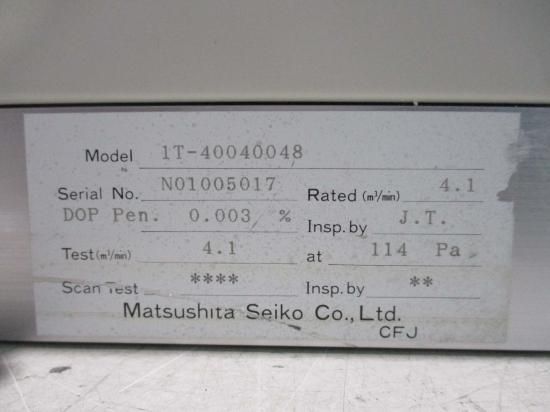 Model 1T-40040048
Serial No. N01005017 Rated (m³/min) 4.1
DOP Pen. 0.003 % Insp. by J.T.
Test (m³/min) 4.1 at 114 Pa
Scan Test **** Insp. by **
Matsushita Seiko Co., Ltd.
CFJ